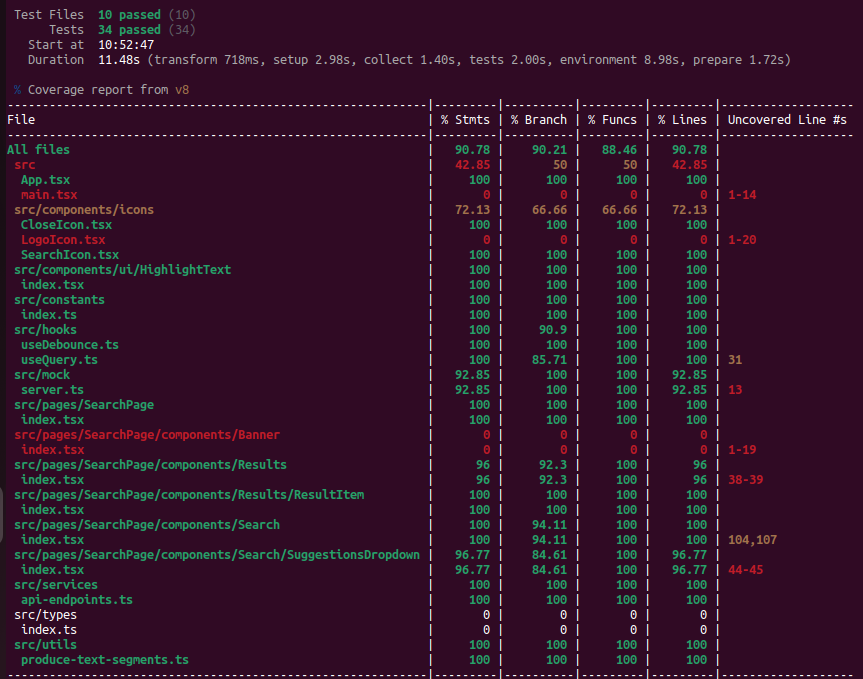 Test Files  10 passed (10)
Tests  34 passed (34)
Start at  10:52:47
Duration  11.48s (transform 718ms, setup 2.98s, collect 1.40s, tests 2.00s, environment 8.98s, prepare 1.72s)
% Coverage report from v8
File | % Stmts | % Branch | % Funcs | % Lines | Uncovered Line #s
All files | 90.78 | 90.21 | 88.46 | 90.78 |
src | 42.85 | 50 | 50 | 42.85 |
App.tsx | 100 | 100 | 100 | 100 |
main.tsx | 0 | 0 | 0 | 0 | 1-14
src/components/icons | 72.13 | 66.66 | 66.66 | 72.13 |
CloseIcon.tsx | 100 | 100 | 100 | 100 |
LogoIcon.tsx | 0 | 0 | 0 | 0 | 1-20
SearchIcon.tsx | 100 | 100 | 100 | 100 |
src/components/ui/HighlightText | 100 | 100 | 100 | 100 |
index.tsx | 100 | 100 | 100 | 100 |
src/constants | 100 | 100 | 100 | 100 |
index.ts | 100 | 100 | 100 | 100 |
src/hooks | 100 | 90.9 | 100 | 100 |
useDebounce.ts | 100 | 100 | 100 | 100 |
useQuery.ts | 100 | 85.71 | 100 | 100 | 31
src/mock | 92.85 | 100 | 100 | 92.85 |
server.ts | 92.85 | 100 | 100 | 92.85 | 13
src/pages/SearchPage | 100 | 100 | 100 | 100 |
index.tsx | 100 | 100 | 100 | 100 |
src/pages/SearchPage/components/Banner | 0 | 0 | 0 | 0 |
index.tsx | 0 | 0 | 0 | 0 | 1-19
src/pages/SearchPage/components/Results | 96 | 92.3 | 100 | 96 |
index.tsx | 96 | 92.3 | 100 | 96 | 38-39
src/pages/SearchPage/components/Results/ResultItem | 100 | 100 | 100 | 100 |
index.tsx | 100 | 100 | 100 | 100 |
src/pages/SearchPage/components/Search | 100 | 94.11 | 100 | 100 |
index.tsx | 100 | 94.11 | 100 | 100 | 104,107
src/pages/SearchPage/components/Search/SuggestionsDropdown | 96.77 | 84.61 | 100 | 96.77 |
index.tsx | 96.77 | 84.61 | 100 | 96.77 | 44-45
src/services | 100 | 100 | 100 | 100 |
api-endpoints.ts | 100 | 100 | 100 | 100 |
src/types | 0 | 0 | 0 | 0 |
index.ts | 0 | 0 | 0 | 0 |
src/utils | 100 | 100 | 100 | 100 |
produce-text-segments.ts | 100 | 100 | 100 | 100 |